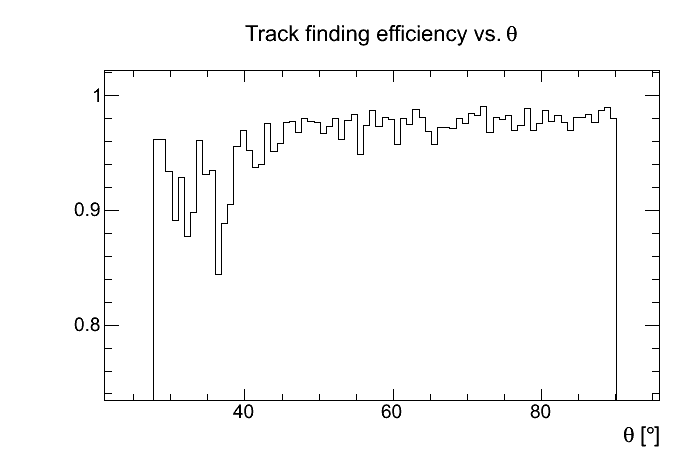 Track finding efficiency vs. θ
1
0.9
0.8
40 60 80
θ [°]